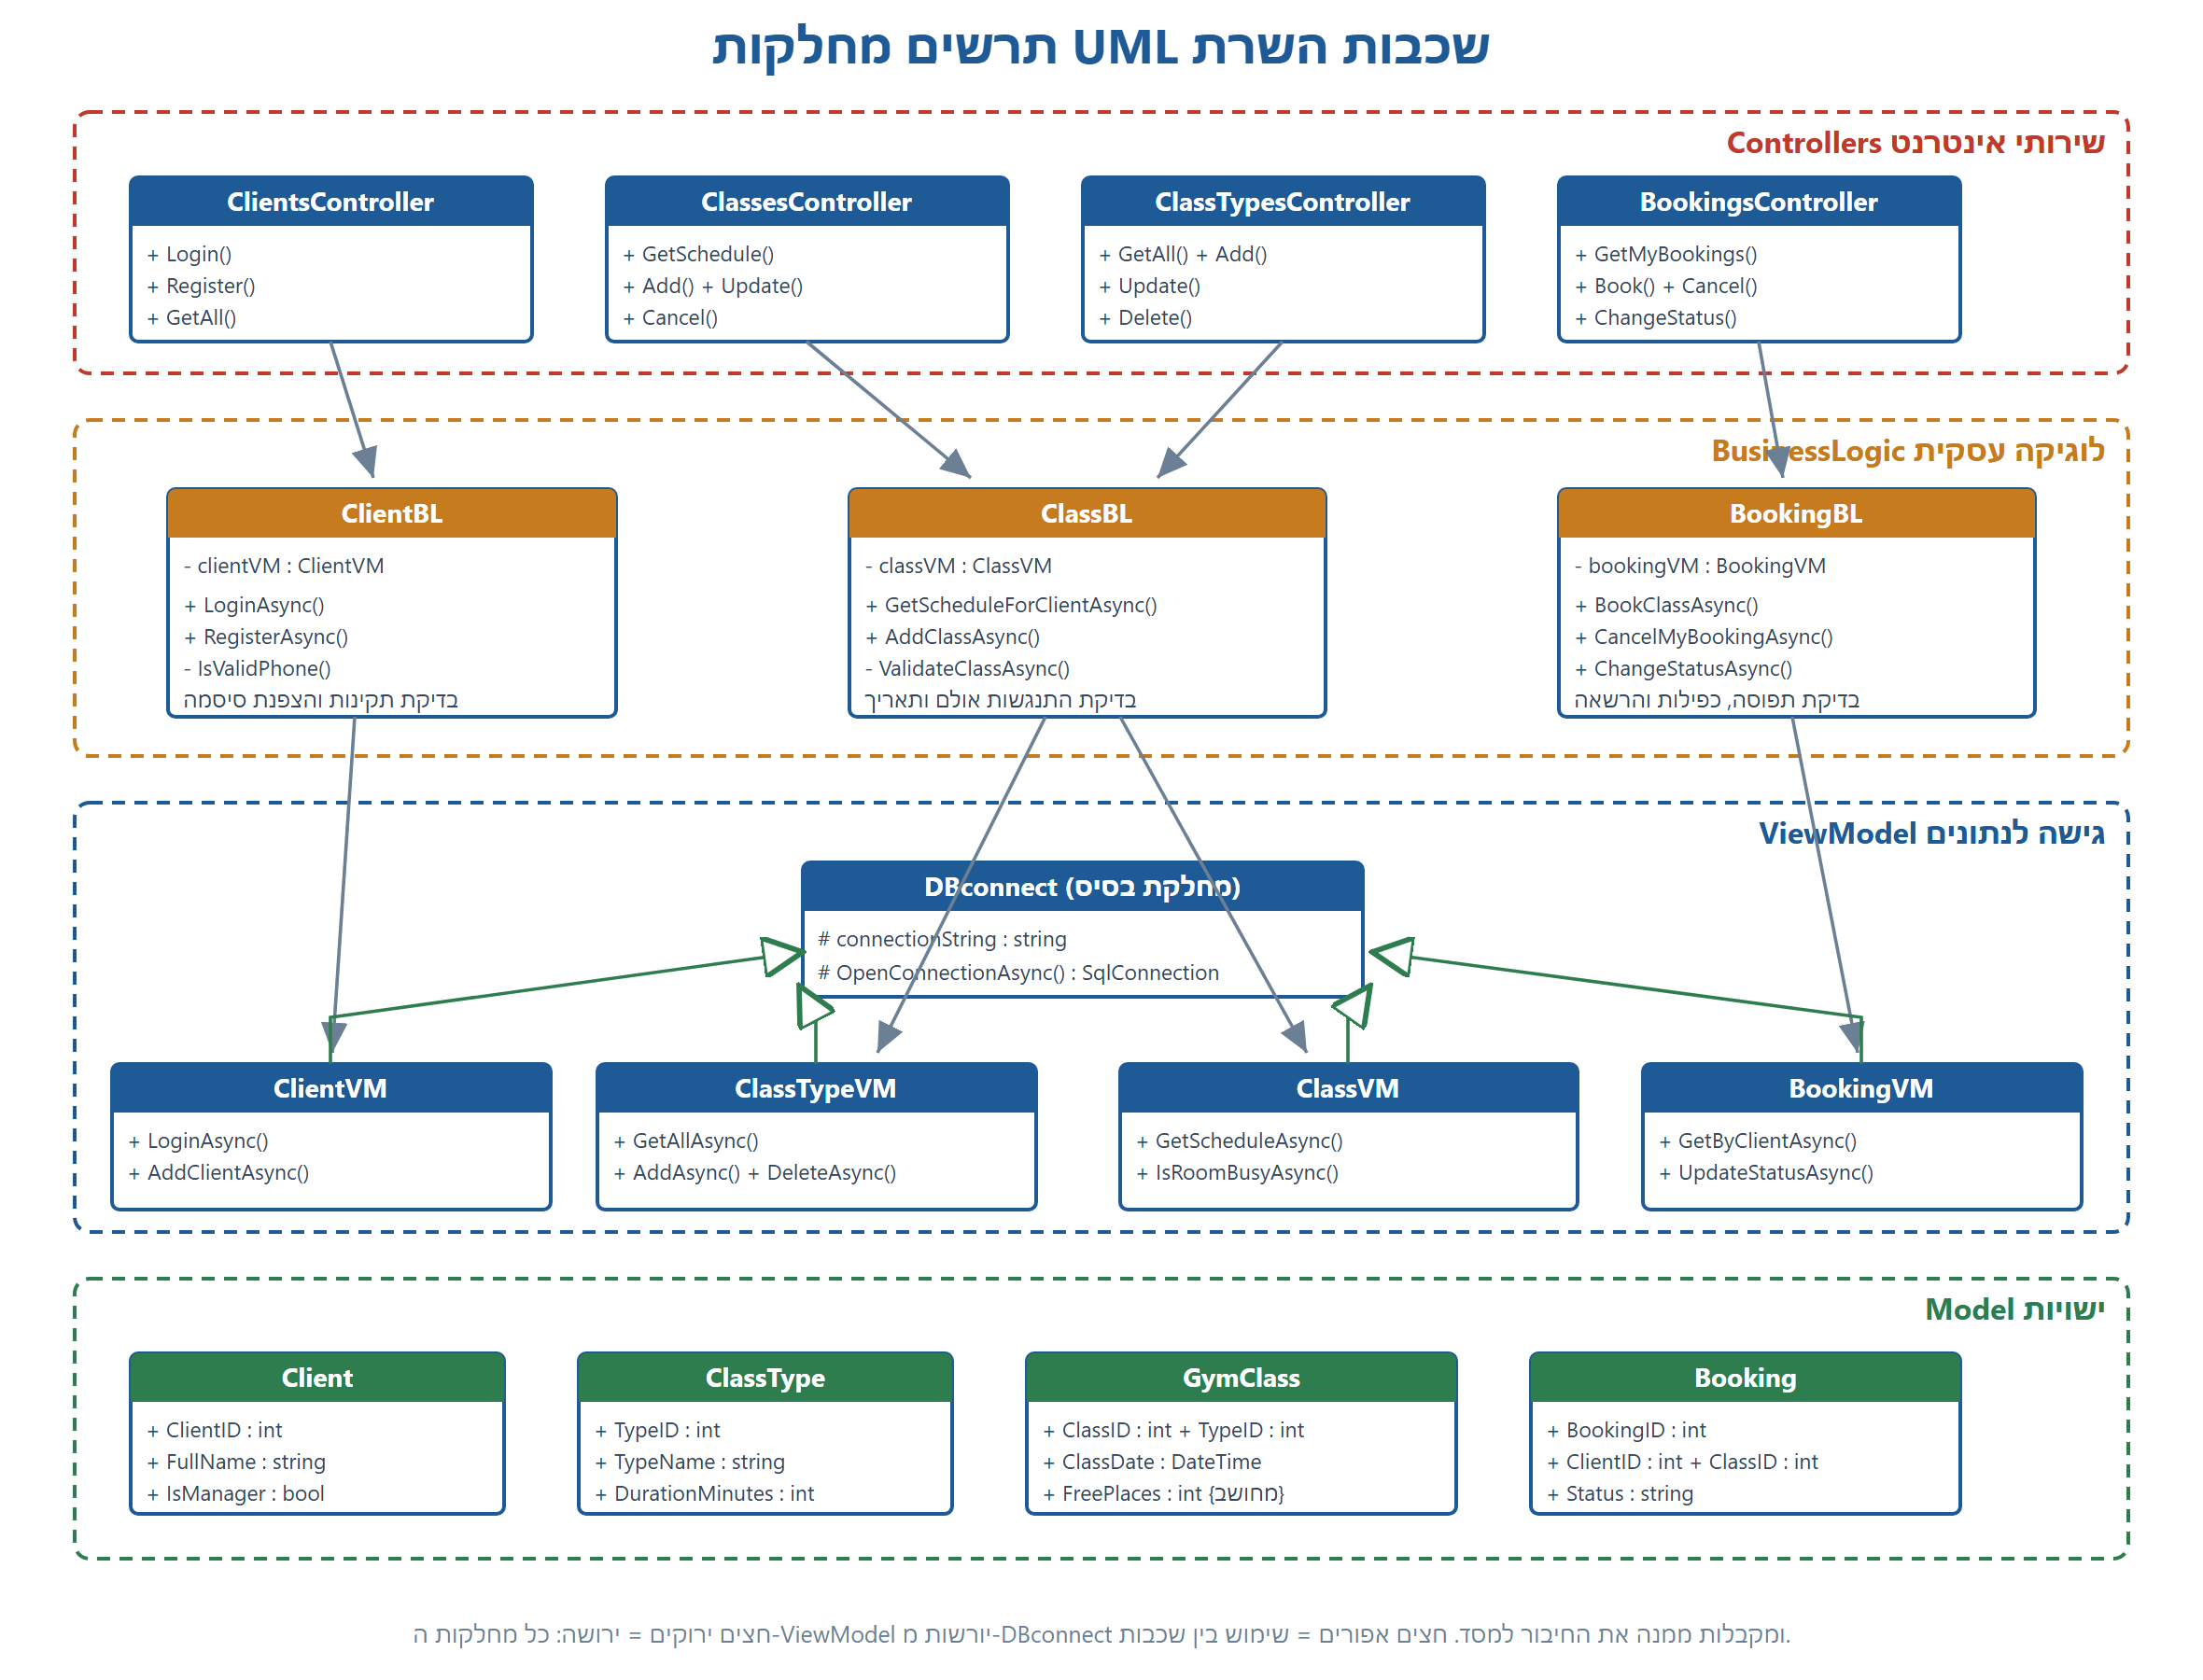 תרשים מחלקות UML שכבות השרת
שירותי אינטרנט Controllers
ClientsController
+ Login()
+ Register()
+ GetAll()
ClassesController
+ GetSchedule()
+ Add() + Update()
+ Cancel()
ClassTypesController
+ GetAll() + Add()
+ Update()
+ Delete()
BookingsController
+ GetMyBookings()
+ Book() + Cancel()
+ ChangeStatus()
לוגיקה עסקית BusinessLogic
ClientBL
- clientVM : ClientVM
+ LoginAsync()
+ RegisterAsync()
- IsValidPhone()
בדיקת תקינות והצפנת סיסמה
ClassBL
- classVM : ClassVM
+ GetScheduleForClientAsync()
+ AddClassAsync()
- ValidateClassAsync()
בדיקת התנגשות אולם ותאריך
BookingBL
- bookingVM : BookingVM
+ BookClassAsync()
+ CancelMyBookingAsync()
+ ChangeStatusAsync()
בדיקת תפוסה, כפילות והרשאה
גישה לנתונים ViewModel
DBconnect (מחלקת בסיס)
# connectionString : string
# OpenConnectionAsync() : SqlConnection
ClientVM
+ LoginAsync()
+ AddClientAsync()
ClassTypeVM
+ GetAllAsync()
+ AddAsync() + DeleteAsync()
ClassVM
+ GetScheduleAsync()
+ IsRoomBusyAsync()
BookingVM
+ GetByClientAsync()
+ UpdateStatusAsync()
ישויות Model
Client
+ ClientID : int
+ FullName : string
+ IsManager : bool
ClassType
+ TypeID : int
+ TypeName : string
+ DurationMinutes : int
GymClass
+ ClassID : int + TypeID : int
+ ClassDate : DateTime
+ FreePlaces : int {מחושב}
Booking
+ BookingID : int
+ ClientID : int + ClassID : int
+ Status : string
חצים ירוקים = ירושה: כל מחלקות ה-ViewModel יורשות מ-DBconnect ומקבלות ממנה את החיבור למסד. חצים אפורים = שימוש בין שכבות.